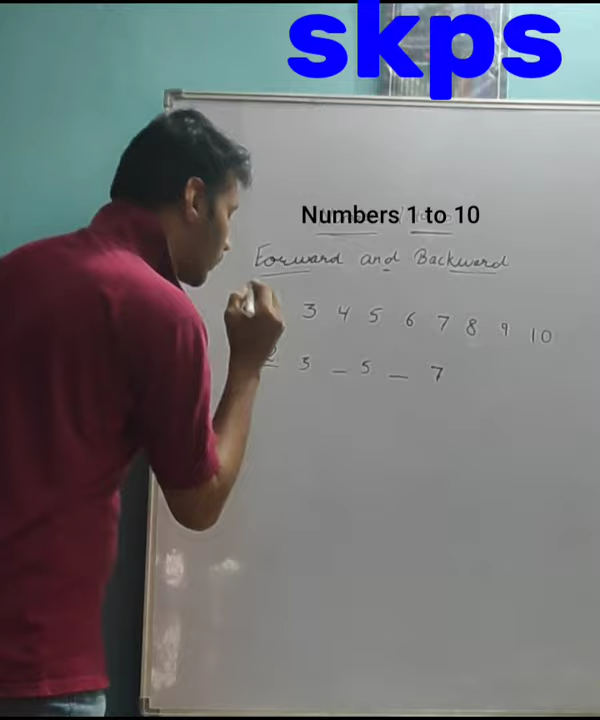 skps
Numbers 1 to 10
Forward and Backward
3 4 5 6 7 8 9 10
2 3 _ 5 _ 7